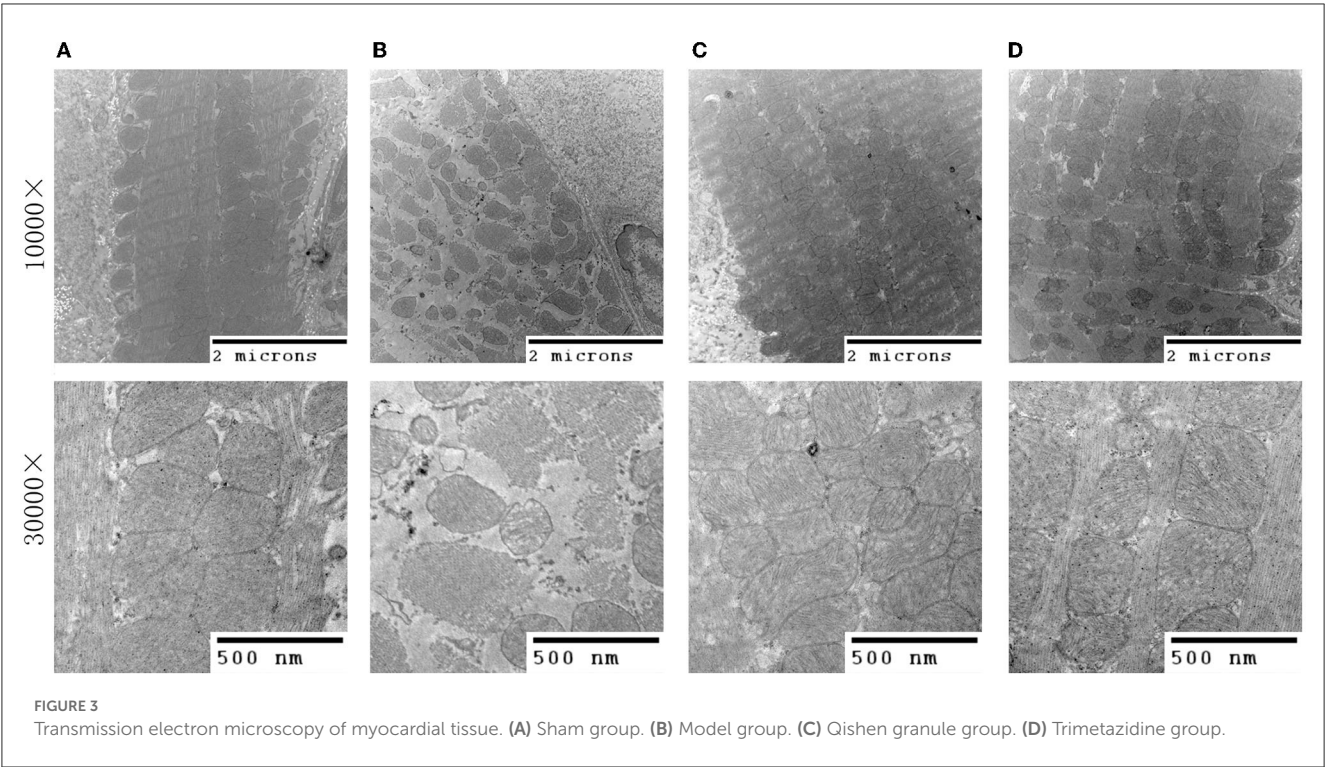 A B C D
10000×
2 microns 2 microns 2 microns 2 microns
30000×
500 nm 500 nm 500 nm 500 nm
FIGURE 3
Transmission electron microscopy of myocardial tissue. (A) Sham group. (B) Model group. (C) Qishen granule group. (D) Trimetazidine group.